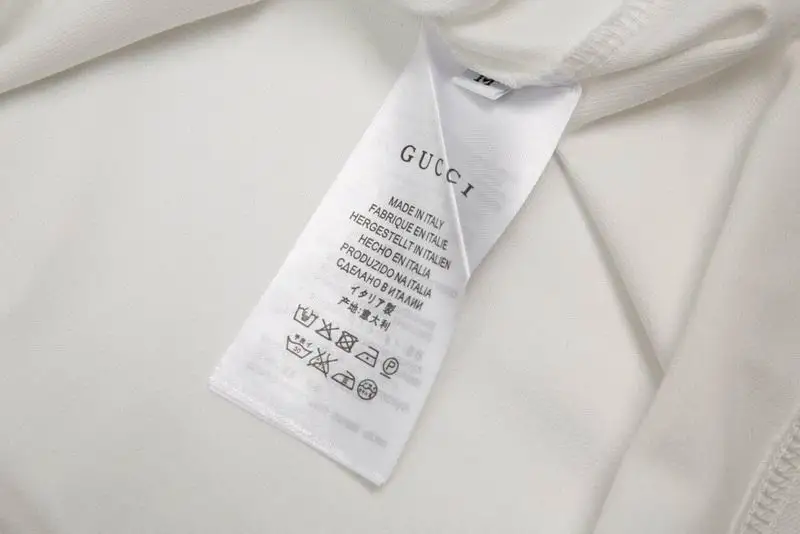 M
GUCCI
MADE IN ITALY
FABRIQUE EN ITALIE
HERGESTELLT IN ITALIEN
HECHO EN ITALIA
PRODUZIDO NA ITALIA
СДЕЛАНО В ИТАЛИИ
イタリア製
产地:意大利
P
30